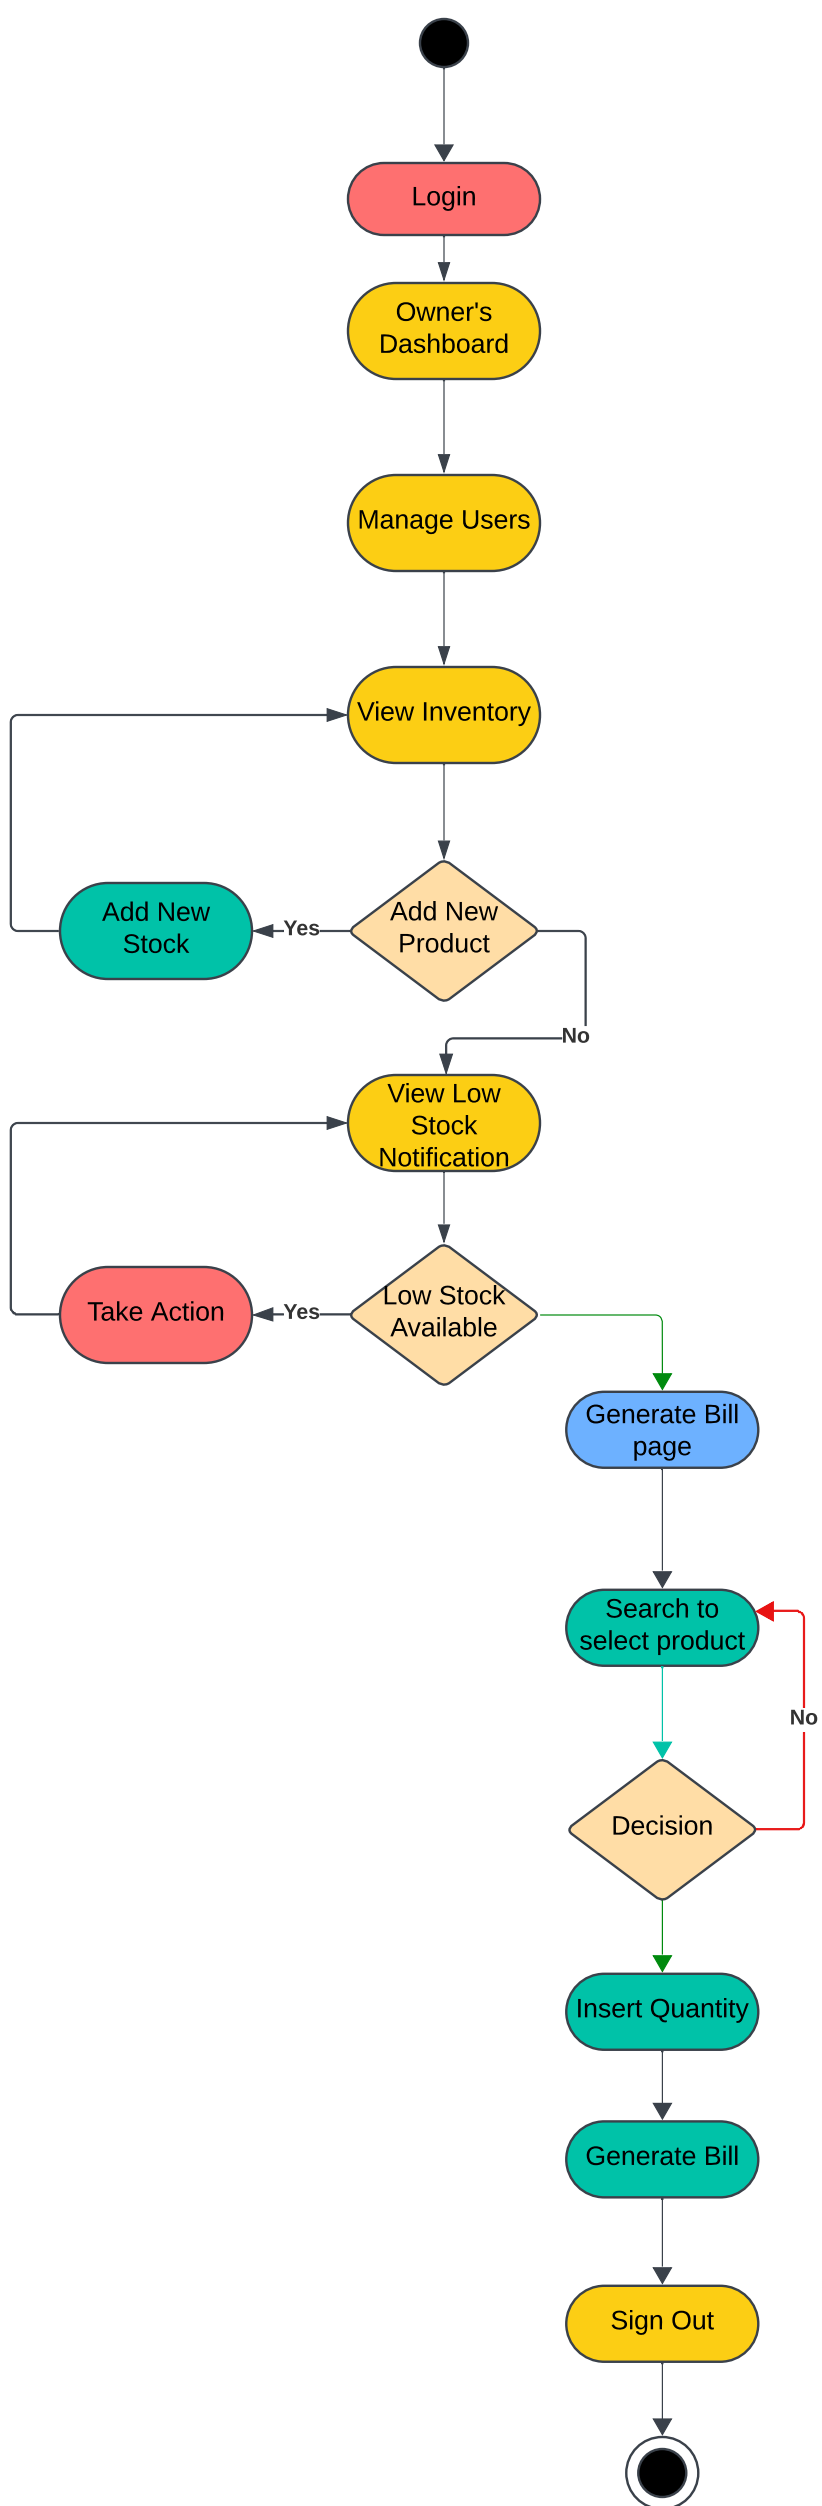 Login
Owner's
Dashboard
Manage Users
View Inventory
Add New
Product
Yes
Add New
Stock
No
View Low
Stock
Notification
Low Stock
Available
Yes
Take Action
Generate Bill
page
Search to
select product
No
Decision
Insert Quantity
Generate Bill
Sign Out